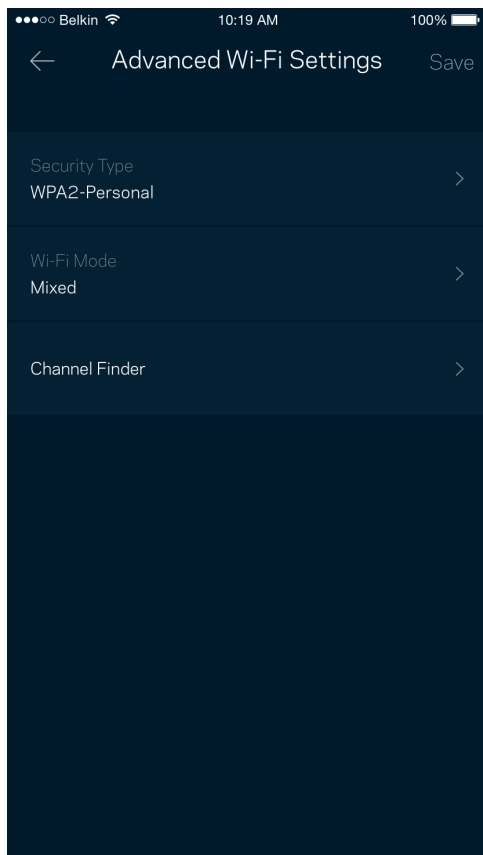 Belkin 10:19 AM 100%
Advanced Wi-Fi Settings Save
Security Type
WPA2-Personal
Wi-Fi Mode
Mixed
Channel Finder